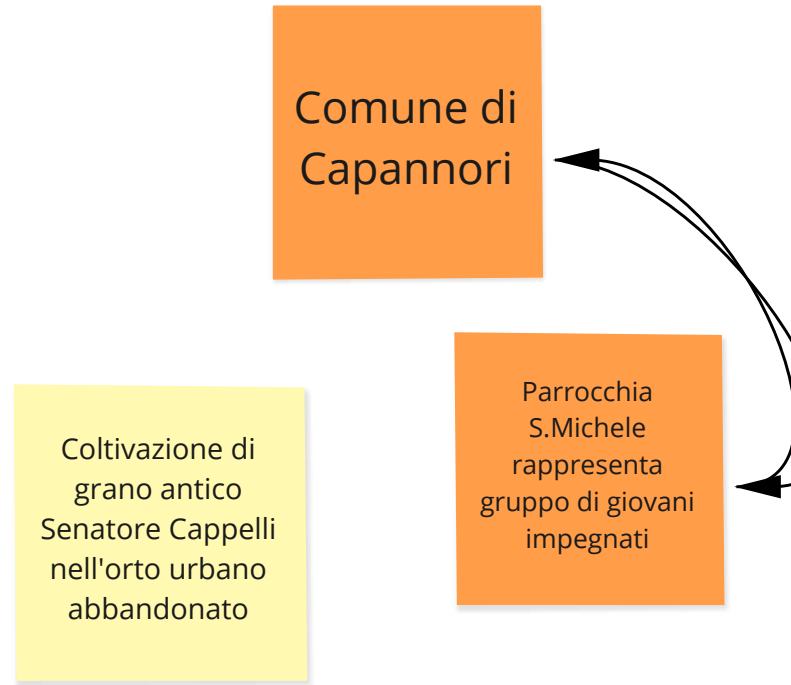 Comune di
Capannori
Parrocchia
S.Michele
rappresenta
gruppo di giovani
impegnati
Coltivazione di
grano antico
Senatore Cappelli
nell'orto urbano
abbandonato